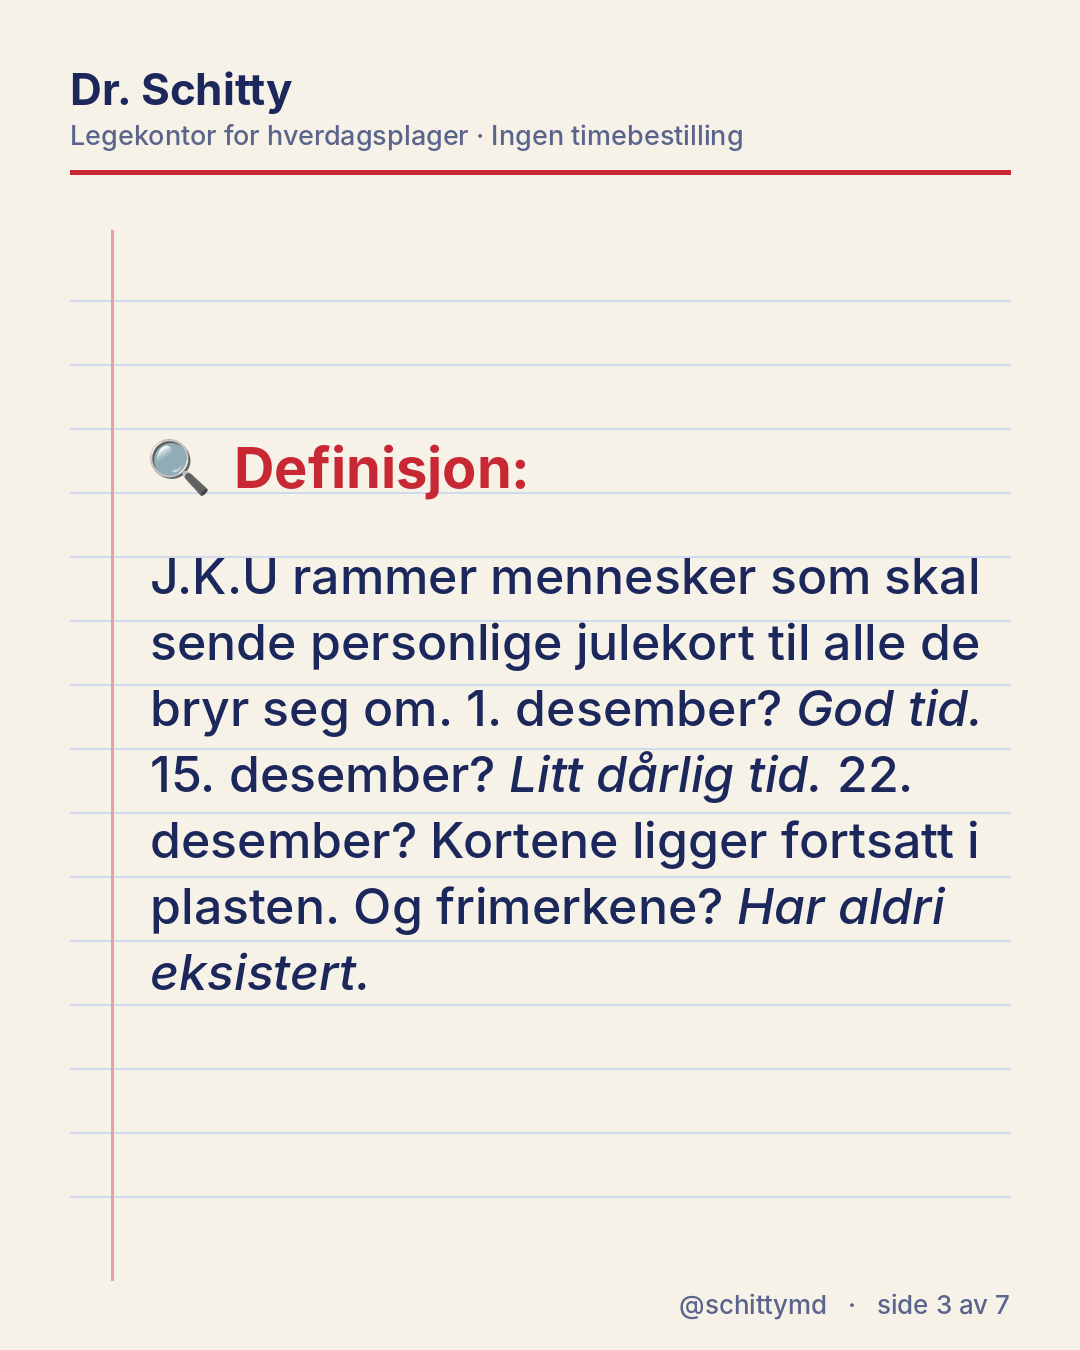 Dr. Schitty
Legekontor for hverdagsplager · Ingen timebestilling
🔍 Definisjon:
J.K.U rammer mennesker som skal
sende personlige julekort til alle de
bryr seg om. 1. desember? God tid.
15. desember? Litt dårlig tid. 22.
desember? Kortene ligger fortsatt i
plasten. Og frimerkene? Har aldri
eksistert.
@schittymd · side 3 av 7